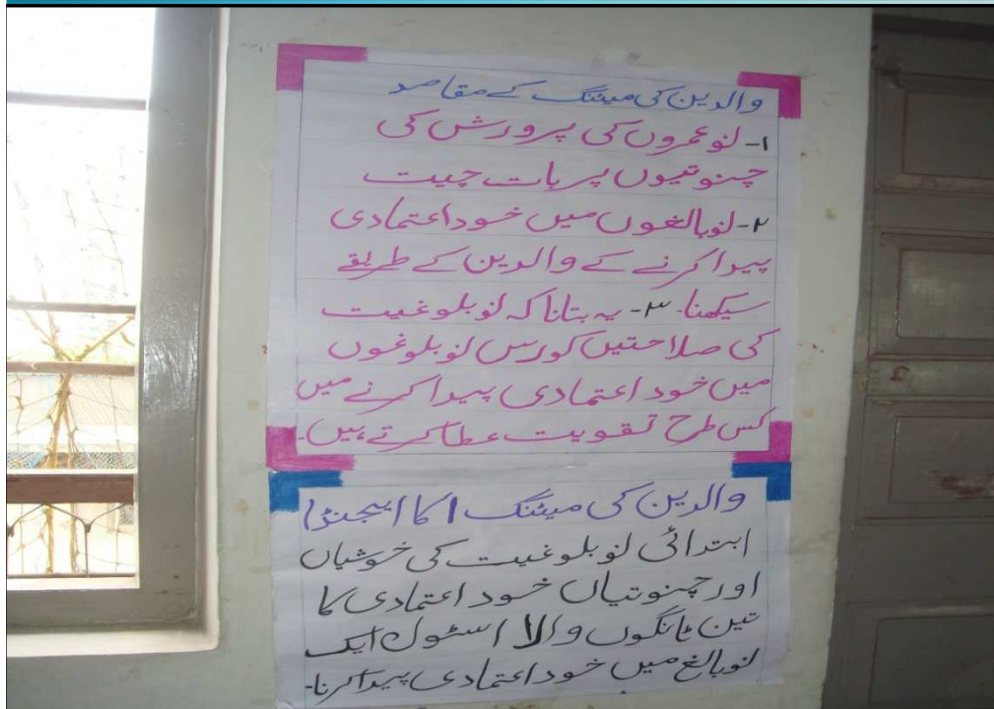 والدین کی میٹنگ کے مقاصد
۱- نوعمروں کی پرورش کی
چنوتیوں پر بات چیت
۲- نوبالغوں میں خود اعتمادی
پیدا کرنے کے والدین کے طریقے
سیکھنا۔ ۳- یہ بتانا کہ نوبلوغیت
کی صلاحتیں کورس نوبلوغوں
میں خود اعتمادی پیدا کرنے میں
کس طرح تقویت عطا کرتے ہیں۔
والدین کی میٹنگ ۱ کا ایجنڈا
ابتدائی نوبلوغیت کی خوشیاں
اور چنوتیاں خود اعتمادی کا
تین ٹانگوں والا اسٹول ایک
نوبالغ میں خود اعتمادی پیدا کرنا۔